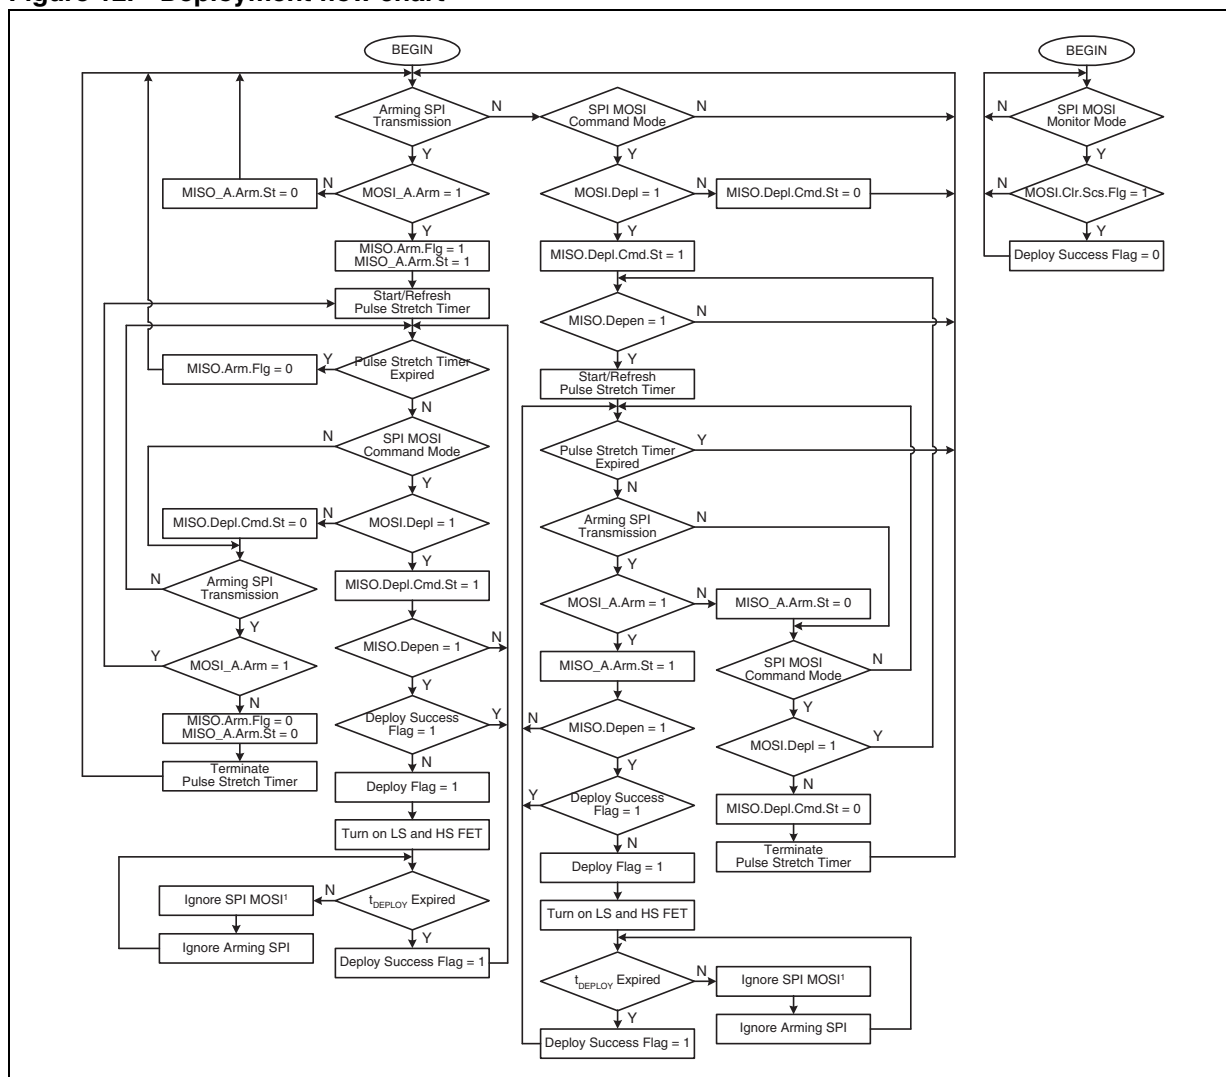 BEGIN
Arming SPI
Transmission
N
Y
MOSI_A.Arm = 1
N
MISO_A.Arm.St = 0
Y
MISO.Arm.Flg = 1
MISO_A.Arm.St = 1
Start/Refresh
Pulse Stretch Timer
Pulse Stretch Timer
Expired
Y
MISO.Arm.Flg = 0
N
SPI MOSI
Command Mode
N
Y
MOSI.Depl = 1
N
MISO.Depl.Cmd.St = 0
Y
Arming SPI
Transmission
N
Y
MOSI_A.Arm = 1
Y
N
MISO.Arm.Flg = 0
MISO_A.Arm.St = 0
Terminate
Pulse Stretch Timer
MISO.Depl.Cmd.St = 1
MISO.Depen = 1
N
Y
Deploy Success
Flag = 1
Y
N
Deploy Flag = 1
Turn on LS and HS FET
tDEPLOY Expired
N
Ignore SPI MOSI¹
Ignore Arming SPI
Y
Deploy Success Flag = 1
SPI MOSI
Command Mode
N
Y
MOSI.Depl = 1
N
MISO.Depl.Cmd.St = 0
Y
MISO.Depl.Cmd.St = 1
MISO.Depen = 1
N
Y
Start/Refresh
Pulse Stretch Timer
Pulse Stretch Timer
Expired
Y
N
Arming SPI
Transmission
N
Y
MOSI_A.Arm = 1
N
MISO_A.Arm.St = 0
Y
MISO_A.Arm.St = 1
SPI MOSI
Command Mode
N
Y
MOSI.Depl = 1
Y
N
MISO.Depl.Cmd.St = 0
Terminate
Pulse Stretch Timer
MISO.Depen = 1
N
Y
Deploy Success
Flag = 1
Y
N
Deploy Flag = 1
Turn on LS and HS FET
tDEPLOY Expired
N
Ignore SPI MOSI¹
Ignore Arming SPI
Y
Deploy Success Flag = 1
BEGIN
SPI MOSI
Monitor Mode
N
Y
MOSI.Clr.Scs.Flg = 1
N
Y
Deploy Success Flag = 0